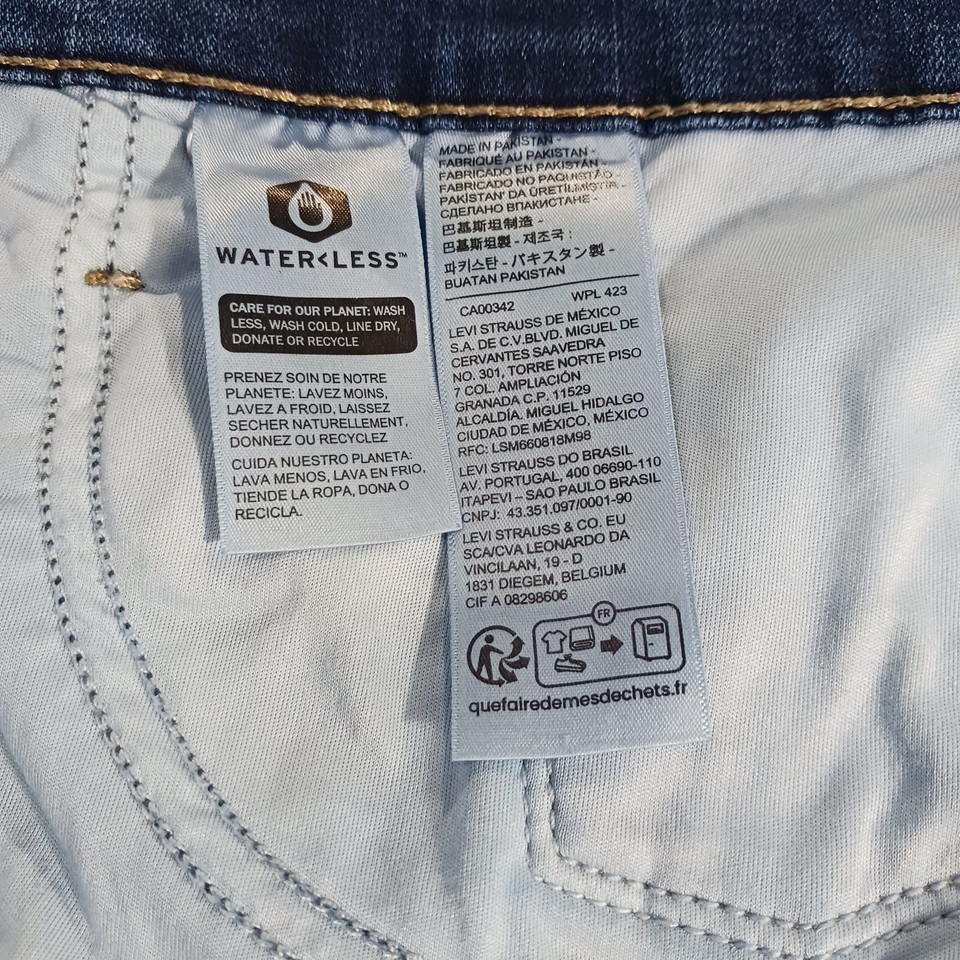 WATER<LESS™
CARE FOR OUR PLANET: WASH
LESS, WASH COLD, LINE DRY,
DONATE OR RECYCLE
PRENEZ SOIN DE NOTRE
PLANETE: LAVEZ MOINS,
LAVEZ A FROID, LAISSEZ
SECHER NATURELLEMENT,
DONNEZ OU RECYCLEZ
CUIDA NUESTRO PLANETA:
LAVA MENOS, LAVA EN FRIO,
TIENDE LA ROPA, DONA O
RECICLA.
MADE IN PAKISTAN -
FABRIQUÉ AU PAKISTAN -
FABRICADO EN PAKISTÁN -
FABRICADO NO PAQUISTÃO -
PAKİSTAN' DA ÜRETİLMİŞTİR -
СДЕЛАНО ВПАКИСТАНЕ -
巴基斯坦制造 -
巴基斯坦製 - 제조국 :
파키스탄 - パキスタン製 -
BUATAN PAKISTAN
CA00342 WPL 423
LEVI STRAUSS DE MÉXICO
S.A. DE C.V.BLVD. MIGUEL DE
CERVANTES SAAVEDRA
NO. 301, TORRE NORTE PISO
7 COL. AMPLIACIÓN
GRANADA C.P. 11529
ALCALDÍA. MIGUEL HIDALGO
CIUDAD DE MÉXICO, MÉXICO
RFC: LSM660818M98
LEVI STRAUSS DO BRASIL
AV. PORTUGAL, 400 06690-110
ITAPEVI – SAO PAULO BRASIL
CNPJ: 43.351.097/0001-90
LEVI STRAUSS & CO. EU
SCA/CVA LEONARDO DA
VINCILAAN, 19 - D
1831 DIEGEM, BELGIUM
CIF A 08298606
FR
quefairedemesdechets.fr